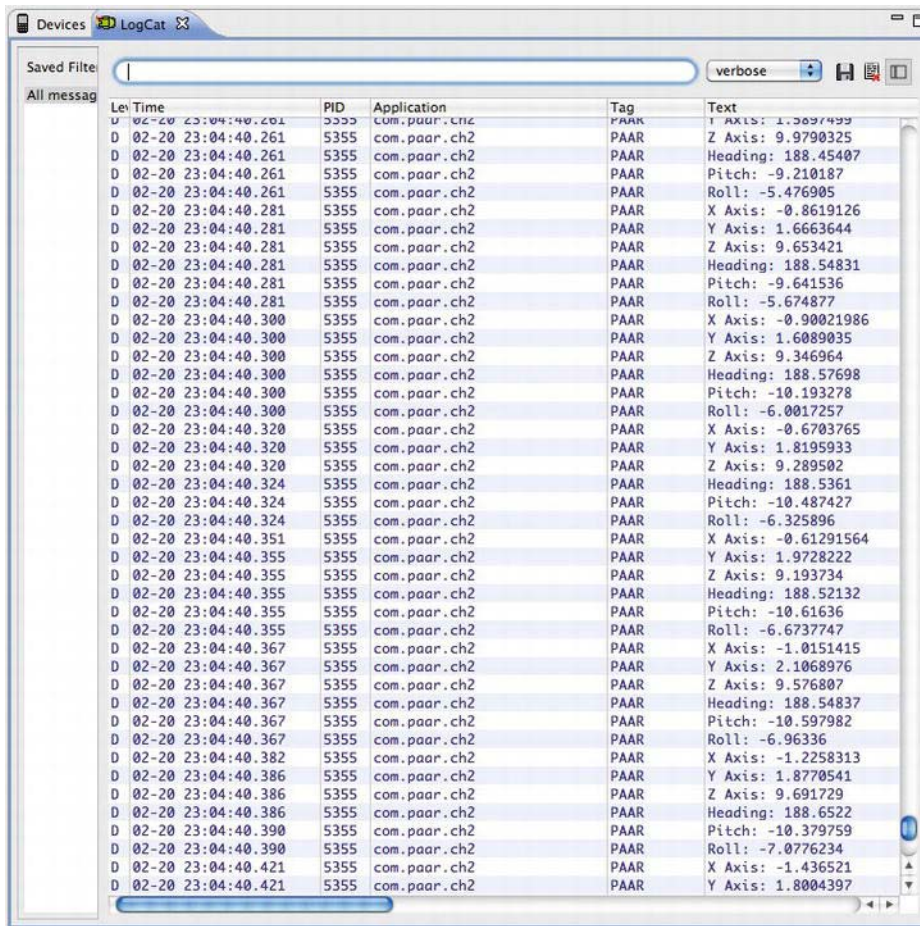 Devices LogCat
Saved Filte
verbose
All messag
Lev Time PID Application Tag Text
D 02-20 23:04:40.261 5355 com.paar.ch2 PAAR Y Axis: 1.5897499
D 02-20 23:04:40.261 5355 com.paar.ch2 PAAR Z Axis: 9.9790325
D 02-20 23:04:40.261 5355 com.paar.ch2 PAAR Heading: 188.45407
D 02-20 23:04:40.261 5355 com.paar.ch2 PAAR Pitch: -9.210187
D 02-20 23:04:40.261 5355 com.paar.ch2 PAAR Roll: -5.476905
D 02-20 23:04:40.281 5355 com.paar.ch2 PAAR X Axis: -0.8619126
D 02-20 23:04:40.281 5355 com.paar.ch2 PAAR Y Axis: 1.6663644
D 02-20 23:04:40.281 5355 com.paar.ch2 PAAR Z Axis: 9.653421
D 02-20 23:04:40.281 5355 com.paar.ch2 PAAR Heading: 188.54831
D 02-20 23:04:40.281 5355 com.paar.ch2 PAAR Pitch: -9.641536
D 02-20 23:04:40.281 5355 com.paar.ch2 PAAR Roll: -5.674877
D 02-20 23:04:40.300 5355 com.paar.ch2 PAAR X Axis: -0.90021986
D 02-20 23:04:40.300 5355 com.paar.ch2 PAAR Y Axis: 1.6089035
D 02-20 23:04:40.300 5355 com.paar.ch2 PAAR Z Axis: 9.346964
D 02-20 23:04:40.300 5355 com.paar.ch2 PAAR Heading: 188.57698
D 02-20 23:04:40.300 5355 com.paar.ch2 PAAR Pitch: -10.193278
D 02-20 23:04:40.300 5355 com.paar.ch2 PAAR Roll: -6.0017257
D 02-20 23:04:40.320 5355 com.paar.ch2 PAAR X Axis: -0.6703765
D 02-20 23:04:40.320 5355 com.paar.ch2 PAAR Y Axis: 1.8195933
D 02-20 23:04:40.320 5355 com.paar.ch2 PAAR Z Axis: 9.289502
D 02-20 23:04:40.324 5355 com.paar.ch2 PAAR Heading: 188.5361
D 02-20 23:04:40.324 5355 com.paar.ch2 PAAR Pitch: -10.487427
D 02-20 23:04:40.324 5355 com.paar.ch2 PAAR Roll: -6.325896
D 02-20 23:04:40.351 5355 com.paar.ch2 PAAR X Axis: -0.61291564
D 02-20 23:04:40.355 5355 com.paar.ch2 PAAR Y Axis: 1.9728222
D 02-20 23:04:40.355 5355 com.paar.ch2 PAAR Z Axis: 9.193734
D 02-20 23:04:40.355 5355 com.paar.ch2 PAAR Heading: 188.52132
D 02-20 23:04:40.355 5355 com.paar.ch2 PAAR Pitch: -10.61636
D 02-20 23:04:40.355 5355 com.paar.ch2 PAAR Roll: -6.6737747
D 02-20 23:04:40.367 5355 com.paar.ch2 PAAR X Axis: -1.0151415
D 02-20 23:04:40.367 5355 com.paar.ch2 PAAR Y Axis: 2.1068976
D 02-20 23:04:40.367 5355 com.paar.ch2 PAAR Z Axis: 9.576807
D 02-20 23:04:40.367 5355 com.paar.ch2 PAAR Heading: 188.54837
D 02-20 23:04:40.367 5355 com.paar.ch2 PAAR Pitch: -10.597982
D 02-20 23:04:40.367 5355 com.paar.ch2 PAAR Roll: -6.96336
D 02-20 23:04:40.382 5355 com.paar.ch2 PAAR X Axis: -1.2258313
D 02-20 23:04:40.386 5355 com.paar.ch2 PAAR Y Axis: 1.8770541
D 02-20 23:04:40.386 5355 com.paar.ch2 PAAR Z Axis: 9.691729
D 02-20 23:04:40.386 5355 com.paar.ch2 PAAR Heading: 188.6522
D 02-20 23:04:40.390 5355 com.paar.ch2 PAAR Pitch: -10.379759
D 02-20 23:04:40.390 5355 com.paar.ch2 PAAR Roll: -7.0776234
D 02-20 23:04:40.421 5355 com.paar.ch2 PAAR X Axis: -1.436521
D 02-20 23:04:40.421 5355 com.paar.ch2 PAAR Y Axis: 1.8004397